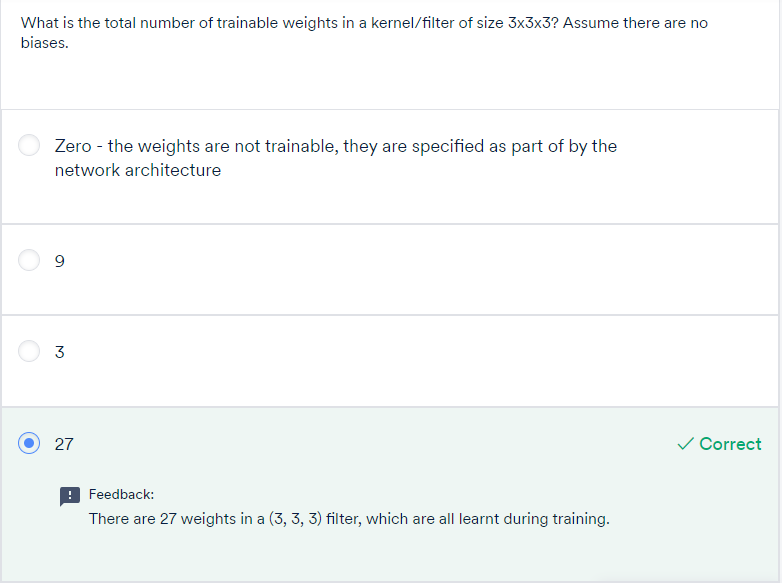 What is the total number of trainable weights in a kernel/filter of size 3x3x3? Assume there are no
biases.
Zero - the weights are not trainable, they are specified as part of by the
network architecture
9
3
27
Correct
Feedback:
There are 27 weights in a (3, 3, 3) filter, which are all learnt during training.